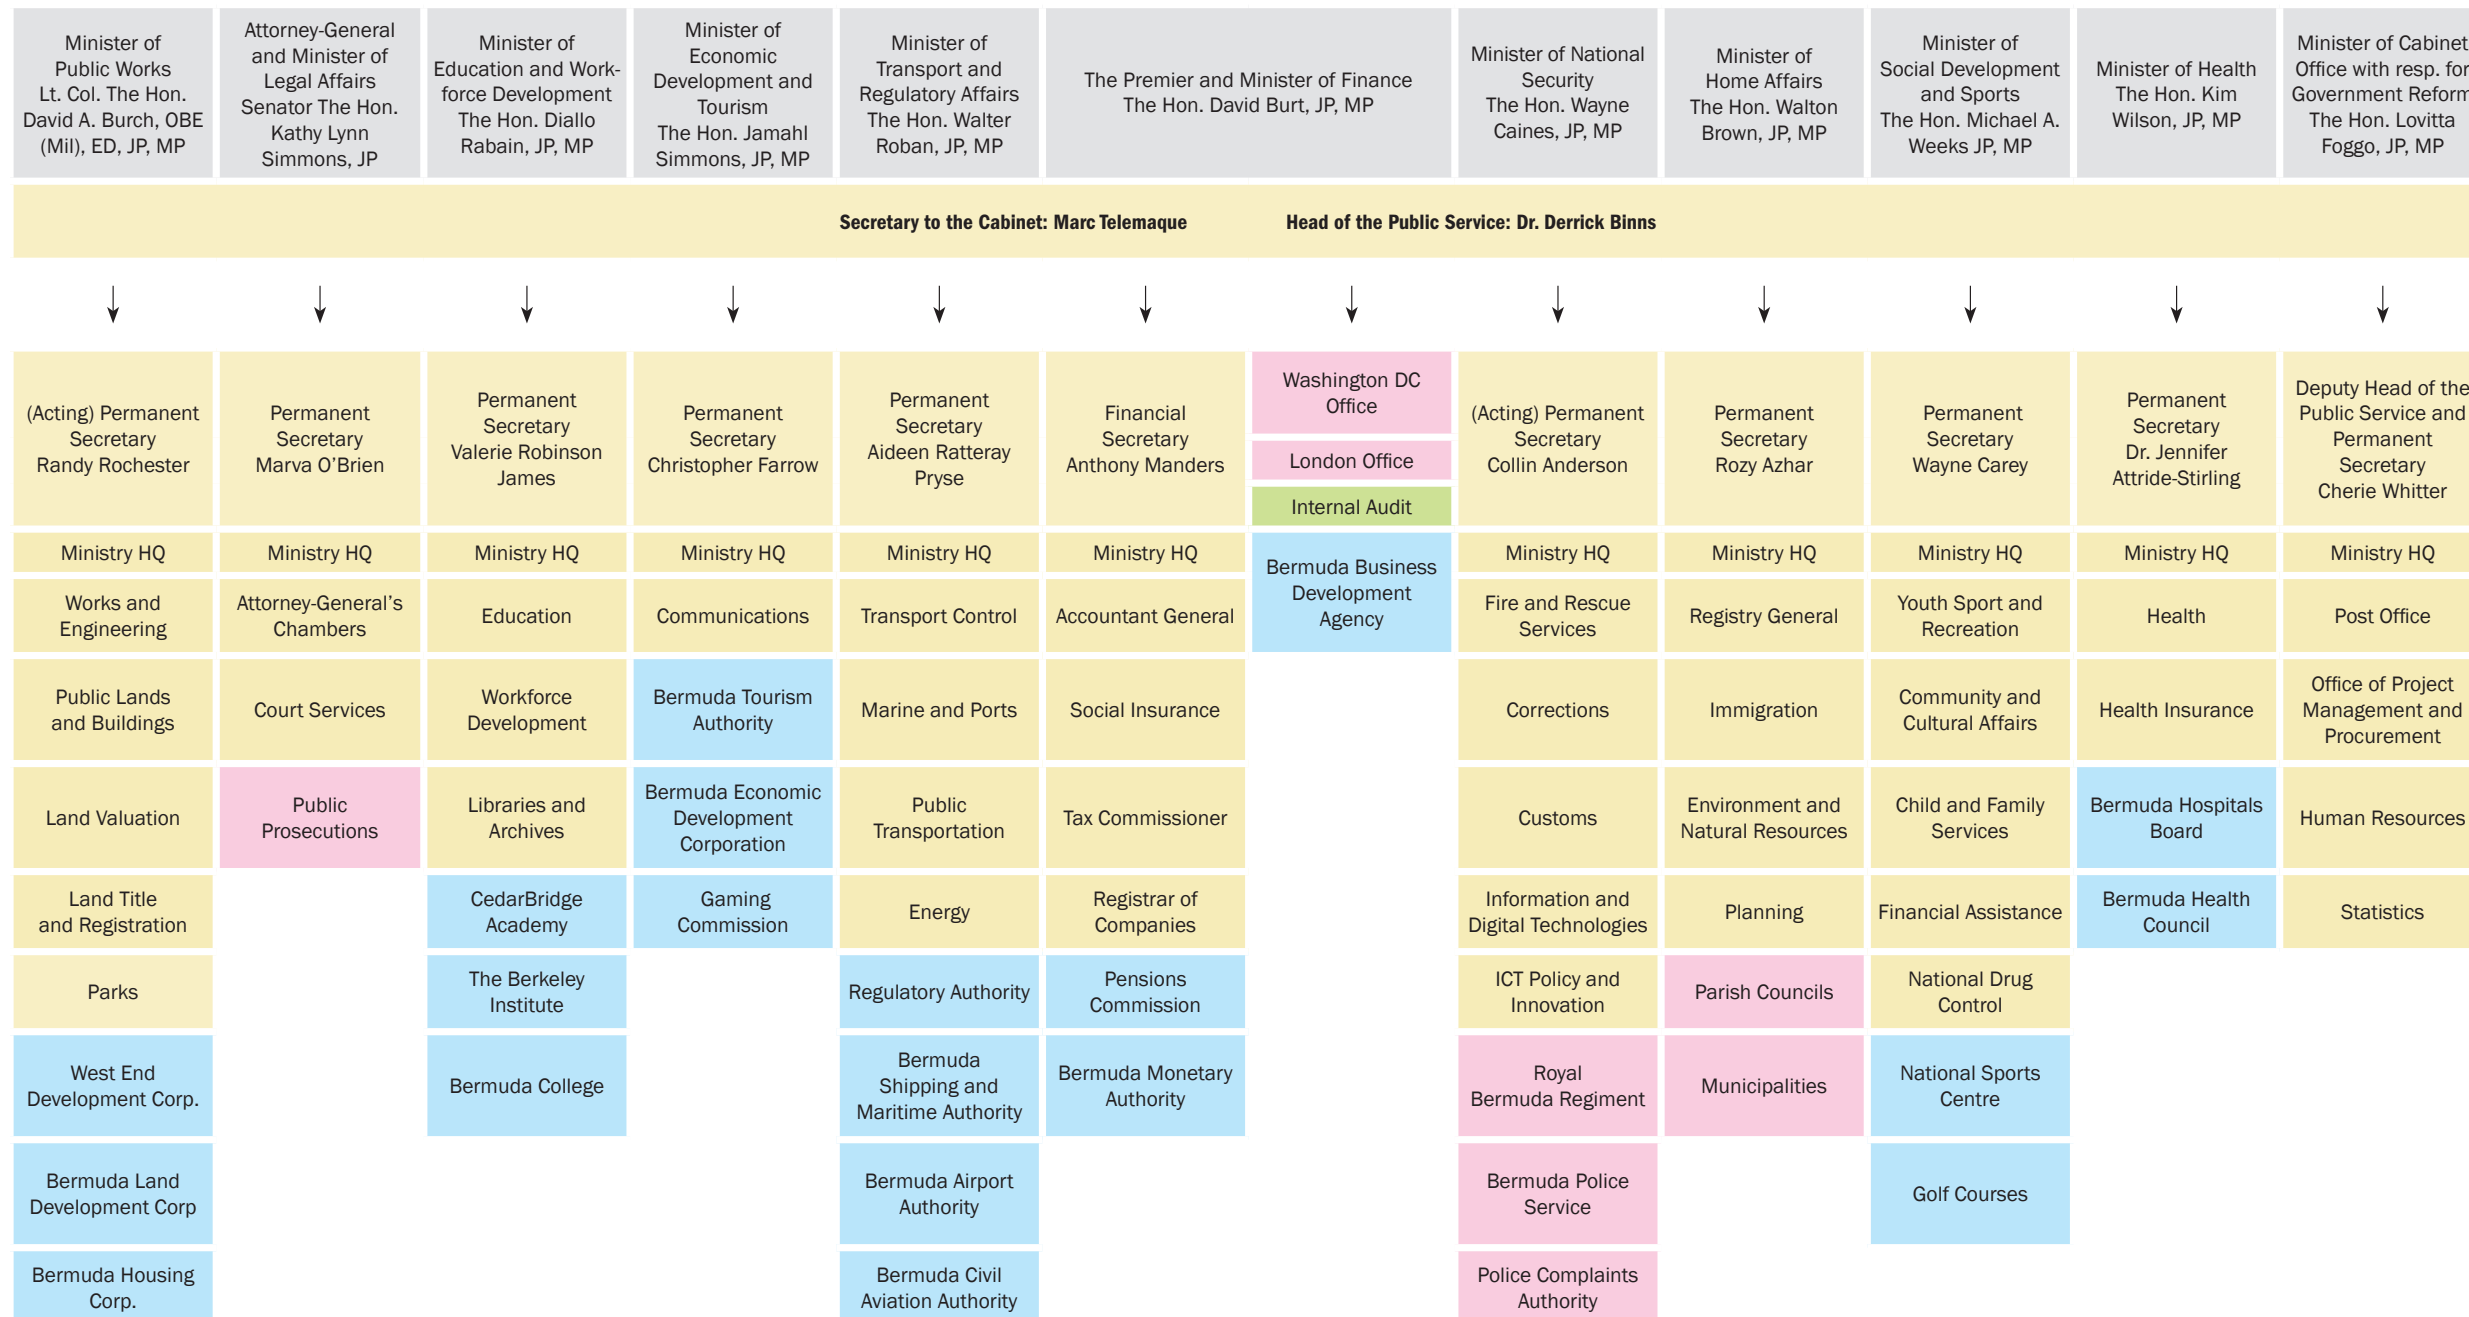 Minister of
Public Works
Lt. Col. The Hon.
David A. Burch, OBE
(Mil), ED, JP, MP
Attorney-General
and Minister of
Legal Affairs
Senator The Hon.
Kathy Lynn
Simmons, JP
Minister of
Education and Work-
force Development
The Hon. Diallo
Rabain, JP, MP
Minister of
Economic
Development and
Tourism
The Hon. Jamahl
Simmons, JP, MP
Minister of
Transport and
Regulatory Affairs
The Hon. Walter
Roban, JP, MP
The Premier and Minister of Finance
The Hon. David Burt, JP, MP
Minister of National
Security
The Hon. Wayne
Caines, JP, MP
Minister of
Home Affairs
The Hon. Walton
Brown, JP, MP
Minister of
Social Development
and Sports
The Hon. Michael A.
Weeks JP, MP
Minister of Health
The Hon. Kim
Wilson, JP, MP
Minister of Cabinet
Office with resp. for
Government Reform
The Hon. Lovitta
Foggo, JP, MP
Secretary to the Cabinet: Marc Telemaque
Head of the Public Service: Dr. Derrick Binns
(Acting) Permanent
Secretary
Randy Rochester
Permanent
Secretary
Marva O’Brien
Permanent
Secretary
Valerie Robinson
James
Permanent
Secretary
Christopher Farrow
Permanent
Secretary
Aideen Ratteray
Pryse
Financial
Secretary
Anthony Manders
Washington DC
Office
London Office
Internal Audit
(Acting) Permanent
Secretary
Collin Anderson
Permanent
Secretary
Rozy Azhar
Permanent
Secretary
Wayne Carey
Permanent
Secretary
Dr. Jennifer
Attride-Stirling
Deputy Head of the
Public Service and
Permanent
Secretary
Cherie Whitter
Ministry HQ
Ministry HQ
Ministry HQ
Ministry HQ
Ministry HQ
Ministry HQ
Bermuda Business
Development
Agency
Ministry HQ
Ministry HQ
Ministry HQ
Ministry HQ
Ministry HQ
Works and
Engineering
Attorney-General’s
Chambers
Education
Communications
Transport Control
Accountant General
Fire and Rescue
Services
Registry General
Youth Sport and
Recreation
Health
Post Office
Public Lands
and Buildings
Court Services
Workforce
Development
Bermuda Tourism
Authority
Marine and Ports
Social Insurance
Corrections
Immigration
Community and
Cultural Affairs
Health Insurance
Office of Project
Management and
Procurement
Land Valuation
Public
Prosecutions
Libraries and
Archives
Bermuda Economic
Development
Corporation
Public
Transportation
Tax Commissioner
Customs
Environment and
Natural Resources
Child and Family
Services
Bermuda Hospitals
Board
Human Resources
Land Title
and Registration
CedarBridge
Academy
Gaming
Commission
Energy
Registrar of
Companies
Information and
Digital Technologies
Planning
Financial Assistance
Bermuda Health
Council
Statistics
Parks
The Berkeley
Institute
Regulatory Authority
Pensions
Commission
ICT Policy and
Innovation
Parish Councils
National Drug
Control
West End
Development Corp.
Bermuda College
Bermuda
Shipping and
Maritime Authority
Bermuda Monetary
Authority
Royal
Bermuda Regiment
Municipalities
National Sports
Centre
Bermuda Land
Development Corp
Bermuda Airport
Authority
Bermuda Police
Service
Golf Courses
Bermuda Housing
Corp.
Bermuda Civil
Aviation Authority
Police Complaints
Authority